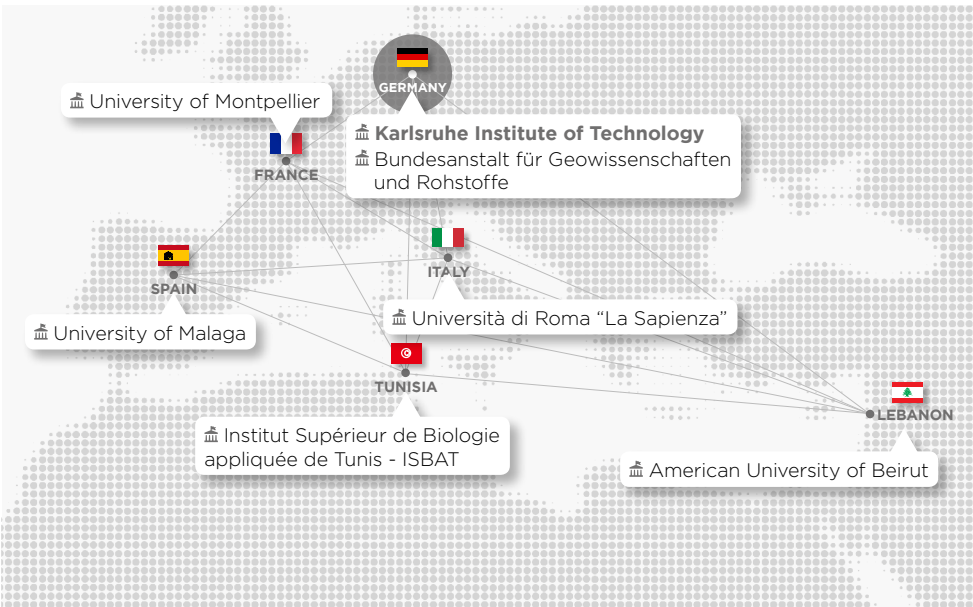 GERMANY
University of Montpellier
Karlsruhe Institute of Technology
Bundesanstalt für Geowissenschaften
und Rohstoffe
FRANCE
ITALY
SPAIN
Università di Roma “La Sapienza”
University of Malaga
TUNISIA
LEBANON
Institut Supérieur de Biologie
appliquée de Tunis - ISBAT
American University of Beirut